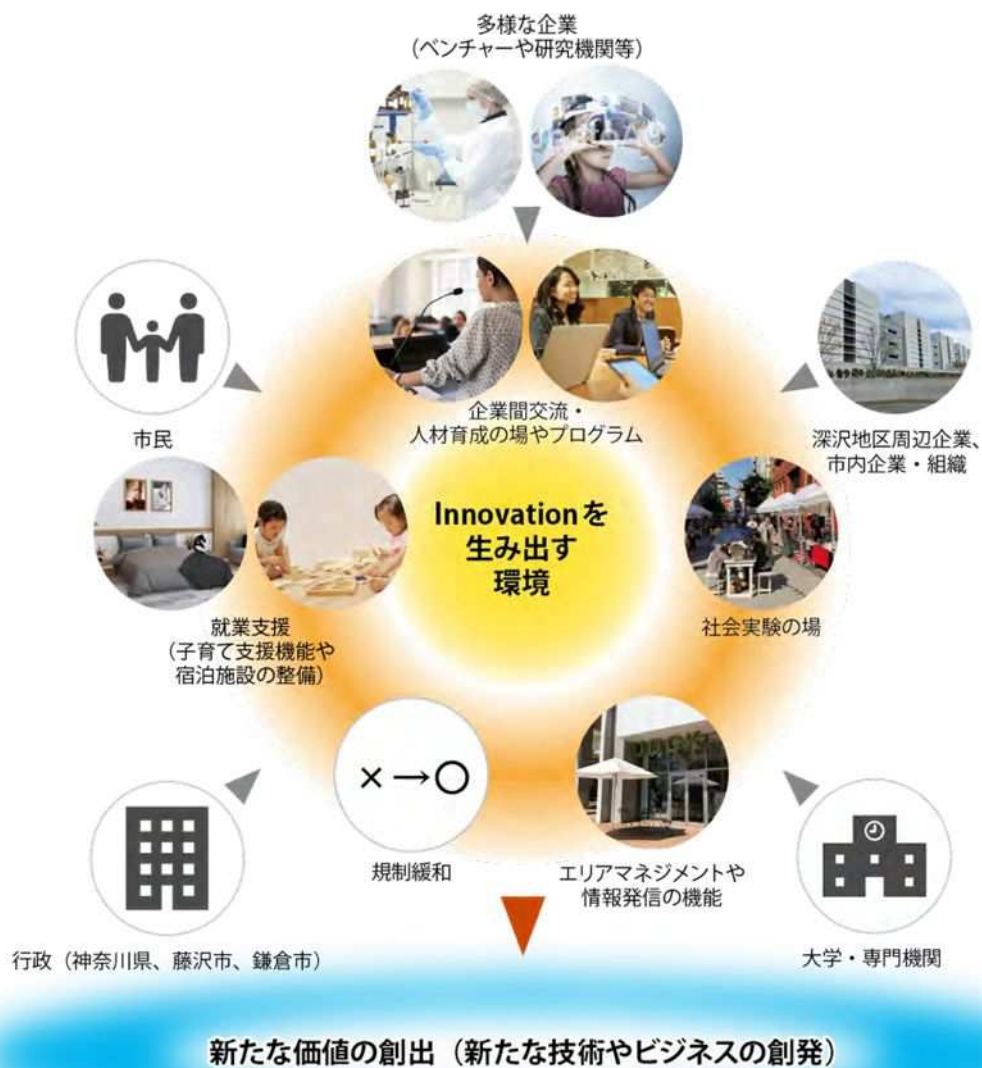 多様な企業
（ベンチャーや研究機関等）
市民
企業間交流・
人材育成の場やプログラム
深沢地区周辺企業、
市内企業・組織
Innovationを
生み出す
環境
就業支援
（子育て支援機能や
宿泊施設の整備）
社会実験の場
×→○
規制緩和
エリアマネジメントや
情報発信の機能
行政（神奈川県、藤沢市、鎌倉市）
大学・専門機関
新たな価値の創出（新たな技術やビジネスの創発）